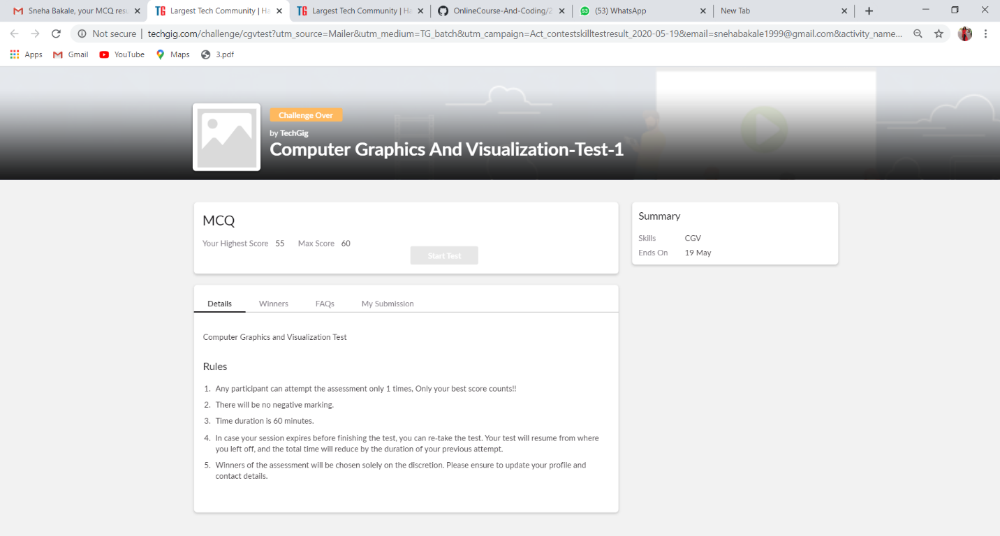 Sneha Bakale, your MCQ resu
TG Largest Tech Community | Ha
TG Largest Tech Community | Ha
OnlineCourse-And-Coding/2
53 (53) WhatsApp
New Tab
Not secure | techgig.com/challenge/cgvtest?utm_source=Mailer&utm_medium=TG_batch&utm_campaign=Act_contestskilltestresult_2020-05-19&email=snehabakale1999@gmail.com&activity_name...
Apps
Gmail
YouTube
Maps
3.pdf
Challenge Over
by TechGig
Computer Graphics And Visualization-Test-1
MCQ
Your Highest Score 55 Max Score 60
Start Test
Summary
Skills CGV
Ends On 19 May
Details Winners FAQs My Submission
Computer Graphics and Visualization Test
Rules
1. Any participant can attempt the assessment only 1 times, Only your best score counts!!
2. There will be no negative marking.
3. Time duration is 60 minutes.
4. In case your session expires before finishing the test, you can re-take the test. Your test will resume from where
you left off, and the total time will reduce by the duration of your previous attempt.
5. Winners of the assessment will be chosen solely on the discretion. Please ensure to update your profile and
contact details.